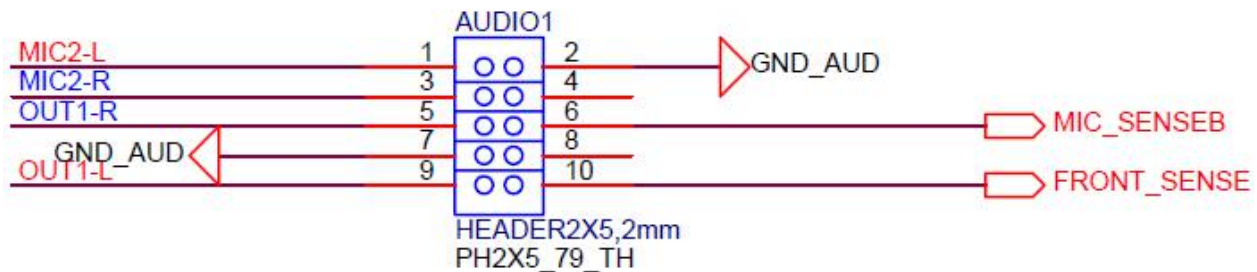 AUDIO1
MIC2-L 1 2 GND_AUD
MIC2-R 3 4
OUT1-R 5 6 MIC_SENSEB
GND_AUD 7 8
OUT1-L 9 10 FRONT_SENSE
HEADER2X5,2mm
PH2X5_79_TH